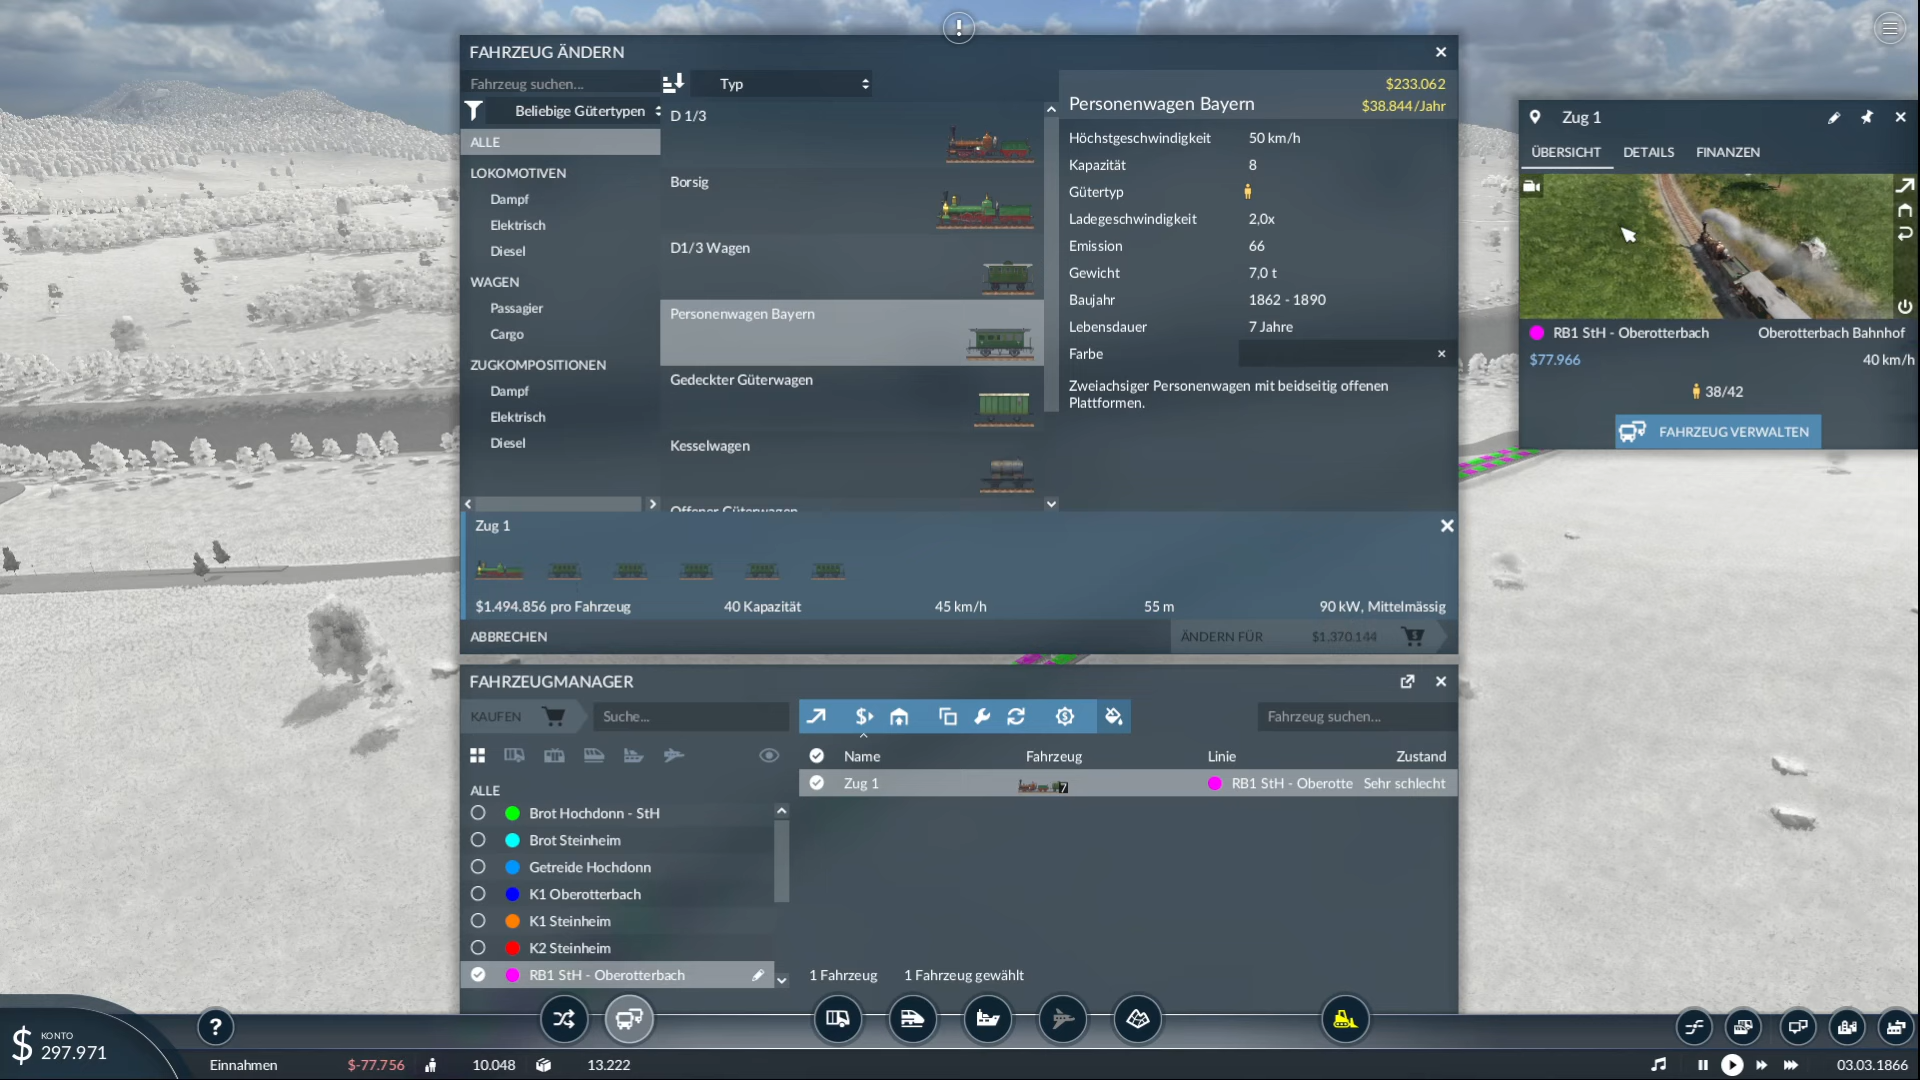 FAHRZEUG ÄNDERN
Fahrzeug suchen...
Typ
Beliebige Gütertypen
ALLE
LOKOMOTIVEN
Dampf
Elektrisch
Diesel
WAGEN
Passagier
Cargo
ZUGKOMPOSITIONEN
Dampf
Elektrisch
Diesel
D 1/3
Borsig
D1/3 Wagen
Personenwagen Bayern
Gedeckter Güterwagen
Kesselwagen
Offener Güterwagen
$233.062
Personenwagen Bayern
$38.844/Jahr
Höchstgeschwindigkeit 50 km/h
Kapazität 8
Gütertyp
Ladegeschwindigkeit 2,0x
Emission 66
Gewicht 7,0 t
Baujahr 1862 - 1890
Lebensdauer 7 Jahre
Farbe
Zweiachsiger Personenwagen mit beidseitig offenen
Plattformen.
Zug 1
$1.494.856 pro Fahrzeug 40 Kapazität 45 km/h 55 m 90 kW, Mittelmässig
ABBRECHEN
ÄNDERN FÜR $1.370.144
Zug 1
ÜBERSICHT DETAILS FINANZEN
RB1 StH - Oberotterbach Oberotterbach Bahnhof
$77.966 40 km/h
38/42
FAHRZEUG VERWALTEN
FAHRZEUGMANAGER
KAUFEN
Suche...
Fahrzeug suchen...
ALLE
Brot Hochdonn - StH
Brot Steinheim
Getreide Hochdonn
K1 Oberotterbach
K1 Steinheim
K2 Steinheim
RB1 StH - Oberotterbach
Name Fahrzeug Linie Zustand
Zug 1 7 RB1 StH - Oberotte Sehr schlecht
1 Fahrzeug 1 Fahrzeug gewählt
KONTO
$ 297.971
?
Einnahmen $-77.756 10.048 13.222
03.03.1866